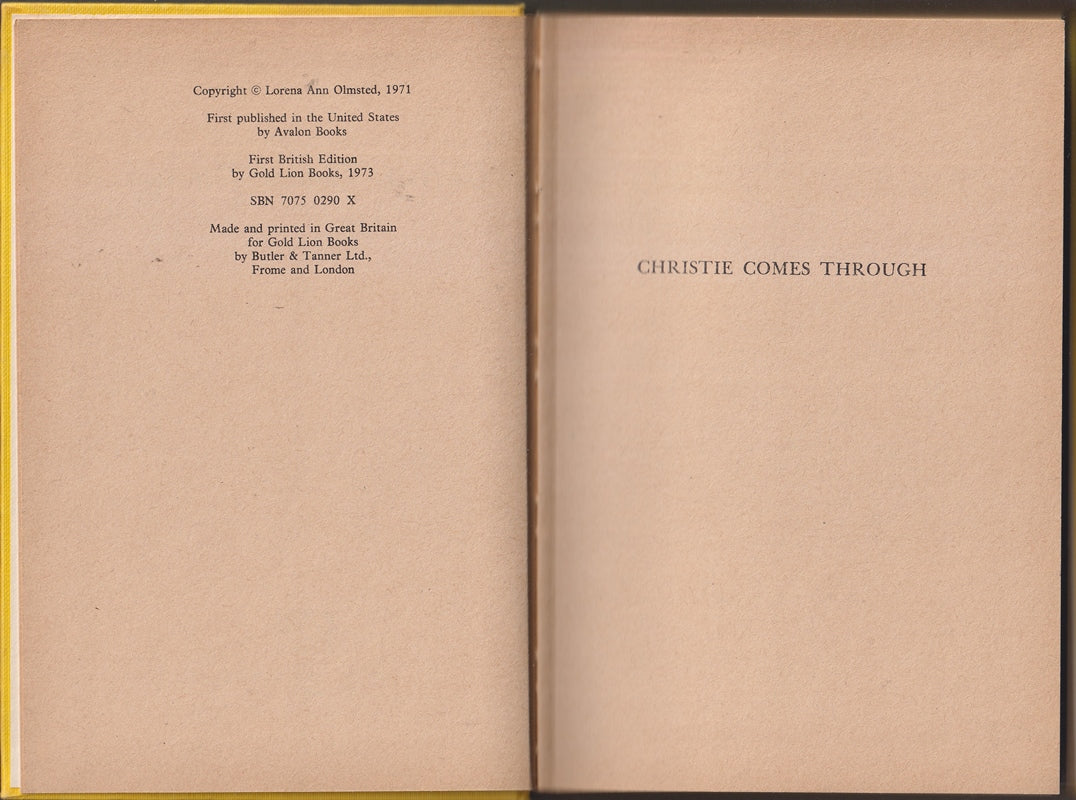 Copyright © Lorena Ann Olmsted, 1971
First published in the United States
by Avalon Books
First British Edition
by Gold Lion Books, 1973
SBN 7075 0290 X
Made and printed in Great Britain
for Gold Lion Books
by Butler & Tanner Ltd.,
Frome and London
CHRISTIE COMES THROUGH